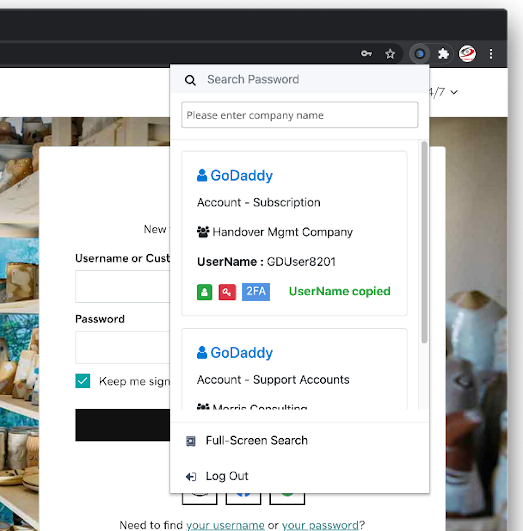 Search Password
4/7
Please enter company name
GoDaddy
Account - Subscription
New
Handover Mgmt Company
Username or Cust
UserName : GDUser8201
2FA
UserName copied
Password
GoDaddy
Account - Support Accounts
Keep me sign
Morris Consulting
Full-Screen Search
Log Out
Need to find your username or your password?